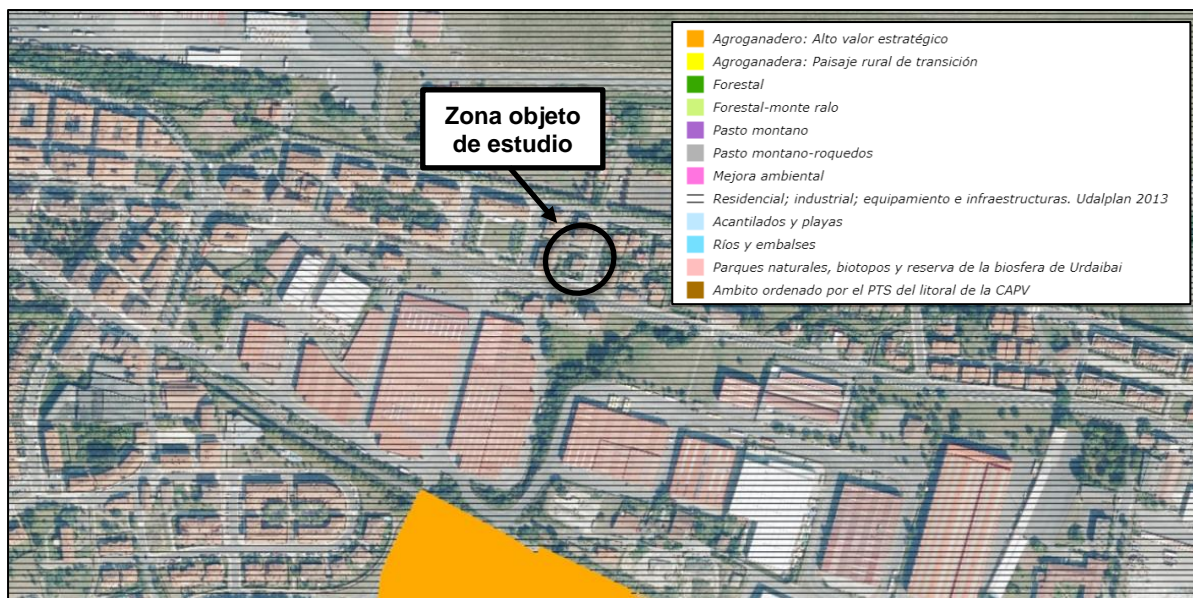 Zona objeto
de estudio
Agroganadero: Alto valor estratégico
Agroganadera: Paisaje rural de transición
Forestal
Forestal-monte ralo
Pasto montano
Pasto montano-roquedos
Mejora ambiental
Residencial; industrial; equipamiento e infraestructuras. Udalplan 2013
Acantilados y playas
Ríos y embalses
Parques naturales, biotopos y reserva de la biosfera de Urdaibai
Ambito ordenado por el PTS del litoral de la CAPV